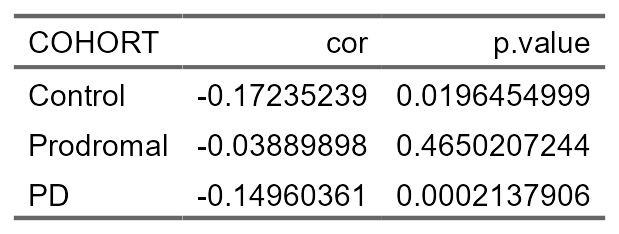 COHORT cor p.value
Control -0.17235239 0.0196454999
Prodromal -0.03889898 0.4650207244
PD -0.14960361 0.0002137906